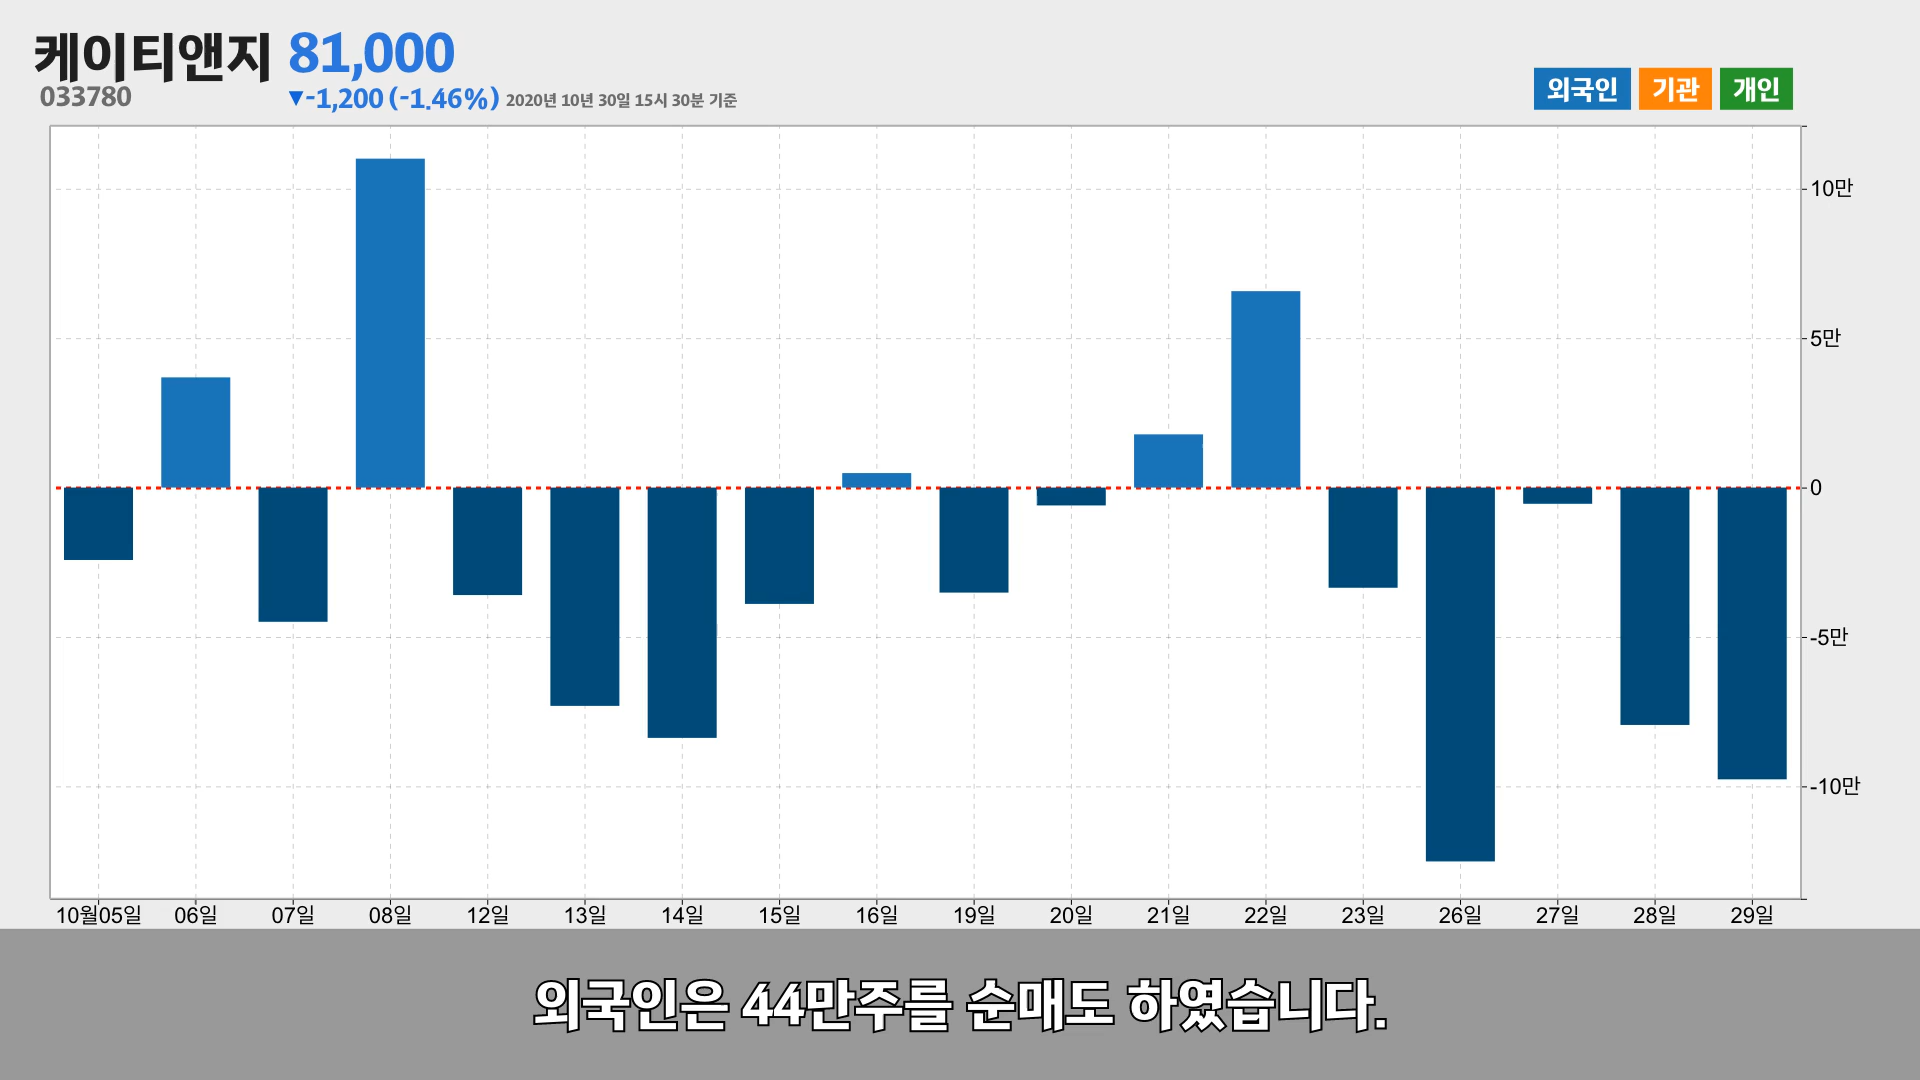 케이티앤지 81,000
033780 ▼-1,200 (-1.46%) 2020년 10년 30일 15시 30분 기준
외국인 기관 개인
10만
5만
0
-5만
-10만
10월05일 06일 07일 08일 12일 13일 14일 15일 16일 19일 20일 21일 22일 23일 26일 27일 28일 29일
외국인은 44만주를 순매도 하였습니다.